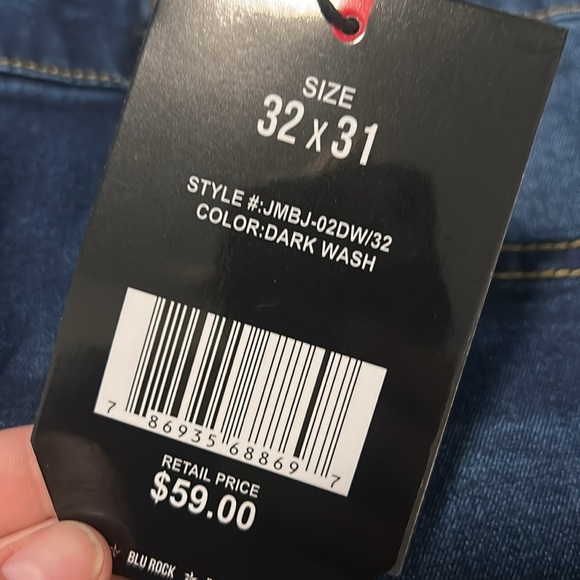 SIZE
32 x 31
STYLE #:JMBJ-02DW/32
COLOR:DARK WASH
7 86935 68869 7
RETAIL PRICE
$59.00
BLU ROCK